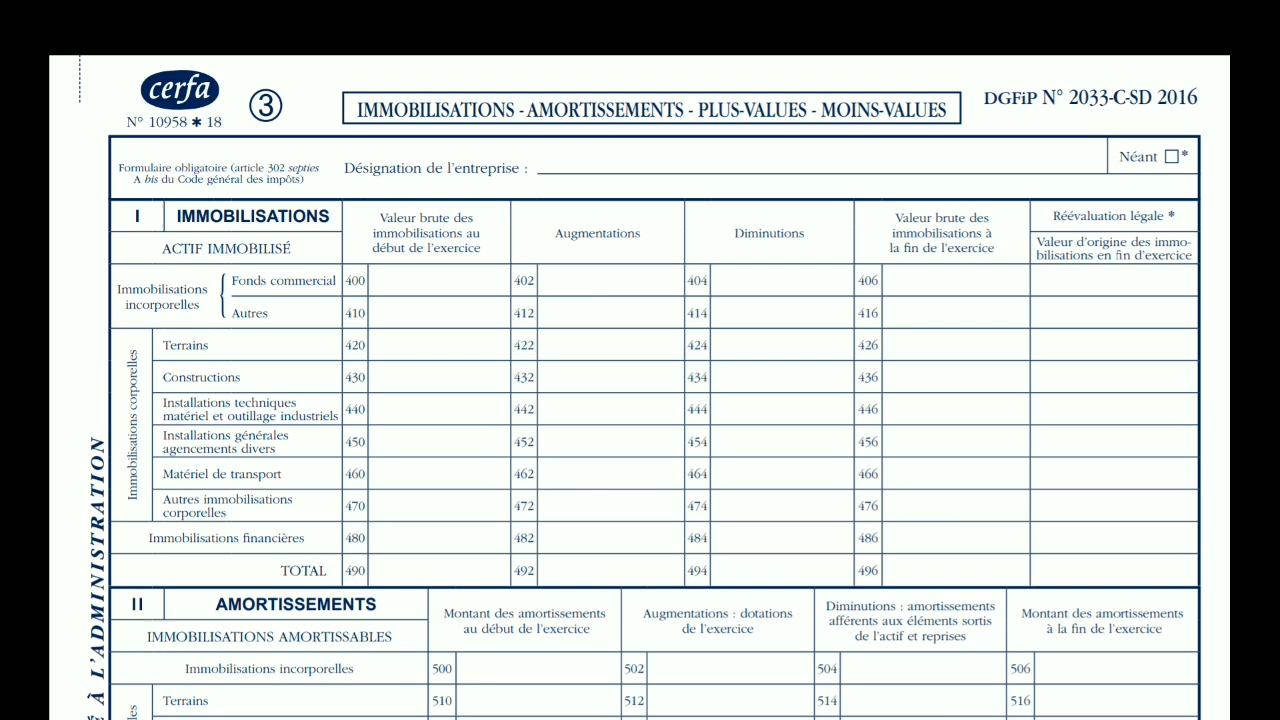 cerfa
N° 10958 ✱ 18
③
IMMOBILISATIONS - AMORTISSEMENTS - PLUS-VALUES - MOINS-VALUES
DGFiP N° 2033-C-SD 2016
Formulaire obligatoire (article 302 septies
A bis du Code général des impôts)
Désignation de l'entreprise :
Néant ☐ *
I IMMOBILISATIONS
ACTIF IMMOBILISÉ
Valeur brute des
immobilisations au
début de l'exercice
Augmentations
Diminutions
Valeur brute des
immobilisations à
la fin de l'exercice
Réévaluation légale *
Valeur d'origine des immo-
bilisations en fin d'exercice
Immobilisations
incorporelles
Fonds commercial 400 402 404 406
Autres 410 412 414 416
Immobilisations corporelles
Terrains 420 422 424 426
Constructions 430 432 434 436
Installations techniques
matériel et outillage industriels 440 442 444 446
Installations générales
agencements divers 450 452 454 456
Matériel de transport 460 462 464 466
Autres immobilisations
corporelles 470 472 474 476
Immobilisations financières 480 482 484 486
TOTAL 490 492 494 496
II AMORTISSEMENTS
IMMOBILISATIONS AMORTISSABLES
Montant des amortissements
au début de l'exercice
Augmentations : dotations
de l'exercice
Diminutions : amortissements
afférents aux éléments sortis
de l'actif et reprises
Montant des amortissements
à la fin de l'exercice
Immobilisations incorporelles 500 502 504 506
Terrains 510 512 514 516
À L'ADMINISTRATION